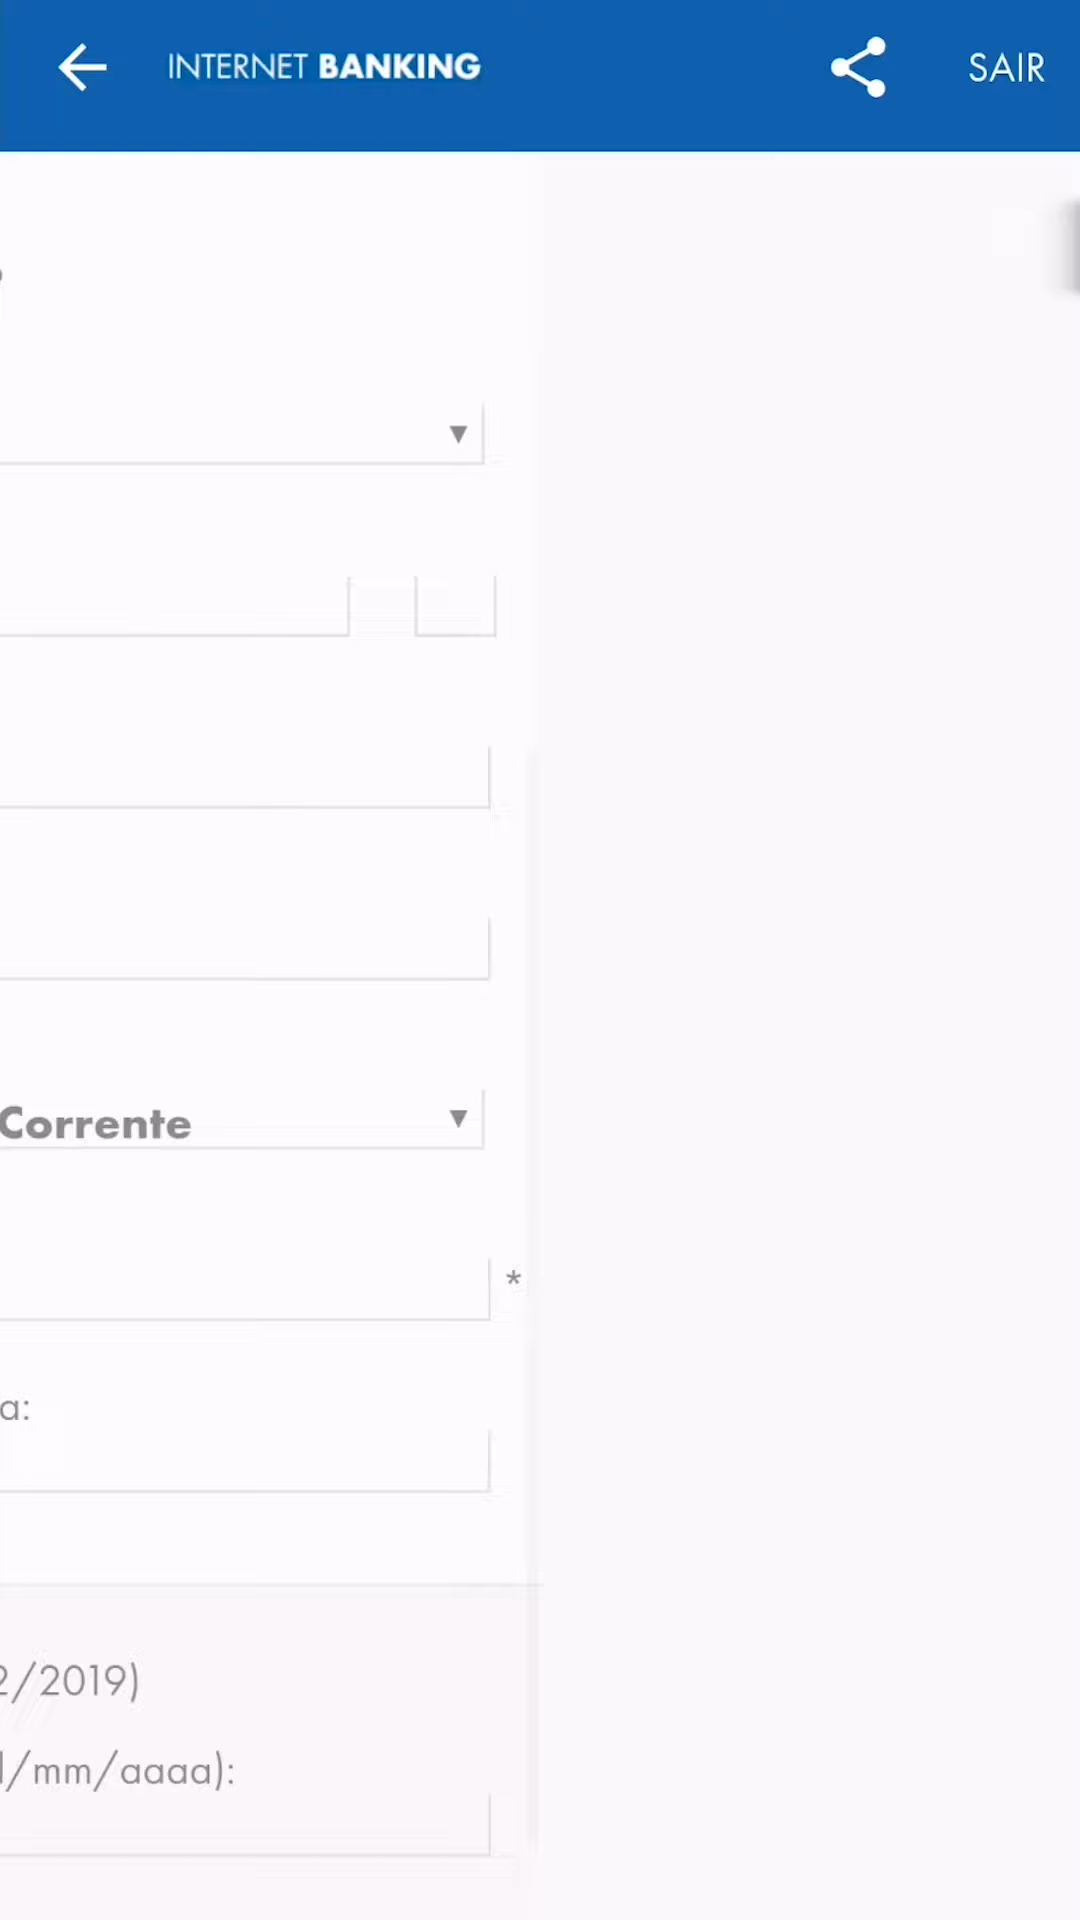 INTERNET BANKING
SAIR
Corrente
*
a:
2/2019)
/mm/aaaa):